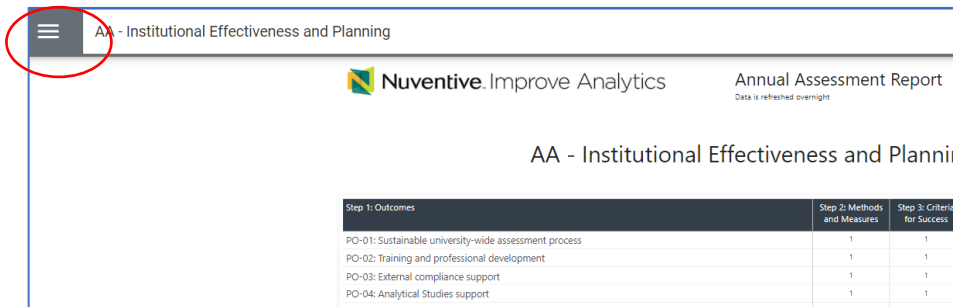 AA - Institutional Effectiveness and Planning
Nuventive. Improve Analytics
Annual Assessment Report
Data is refreshed overnight
AA - Institutional Effectiveness and
Step 1: Outcomes Step 2: Methods and Measures Step 3: Criteria for Success
PO-01: Sustainable university-wide assessment process 1 1
PO-02: Training and professional development 1 1
PO-03: External compliance support 1 1
PO-04: Analytical Studies support 1 1